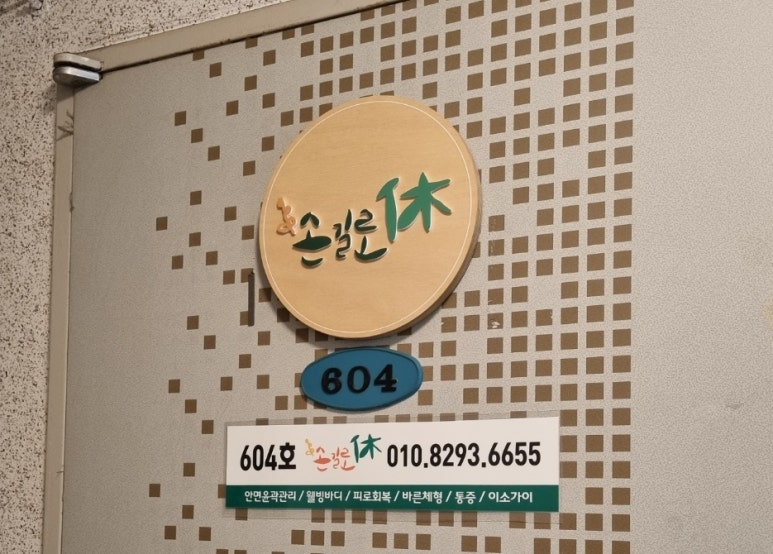 손길로休
604
604호 손길로休 010.8293.6655
안면윤곽관리 / 웰빙바디 / 피로회복 / 바른체형 / 통증 / 이소가이